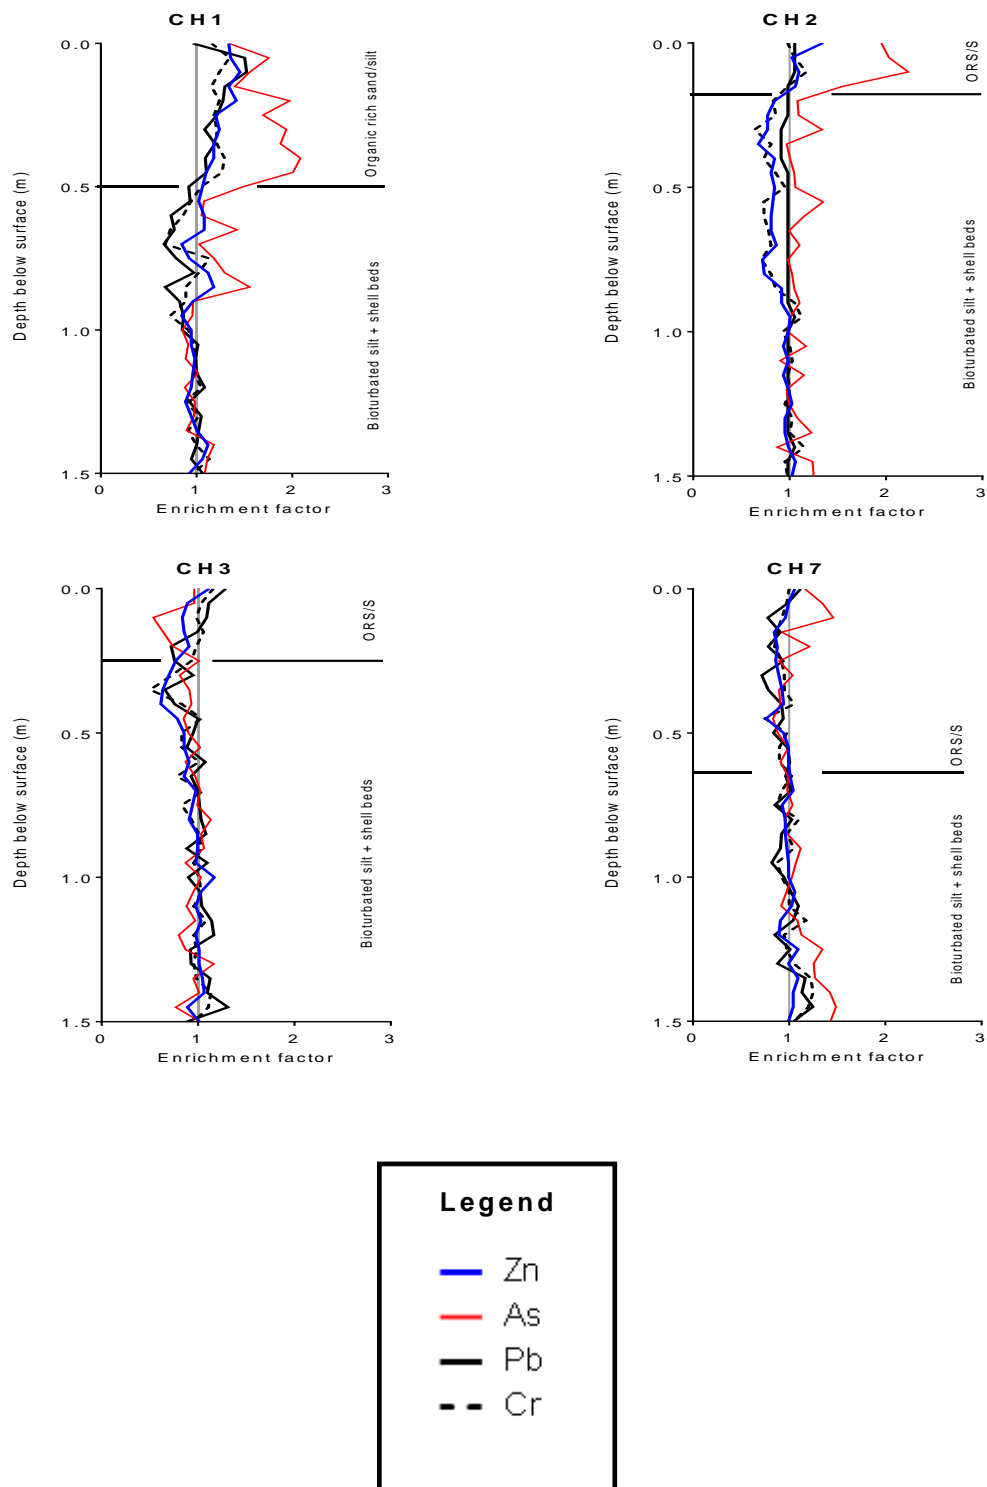 CH1
0.0
0.5
1.0
1.5
0
1
2
3
Depth below surface (m)
Enrichment factor
Organic rich sand/silt
Bioturbated silt + shell beds
CH2
0.0
0.5
1.0
1.5
0
1
2
3
Depth below surface (m)
Enrichment factor
ORS/S
Bioturbated silt + shell beds
CH3
0.0
0.5
1.0
1.5
0
1
2
3
Depth below surface (m)
Enrichment factor
ORS/S
Bioturbated silt + shell beds
CH7
0.0
0.5
1.0
1.5
0
1
2
3
Depth below surface (m)
Enrichment factor
ORS/S
Bioturbated silt + shell beds
Legend
Zn
As
Pb
Cr